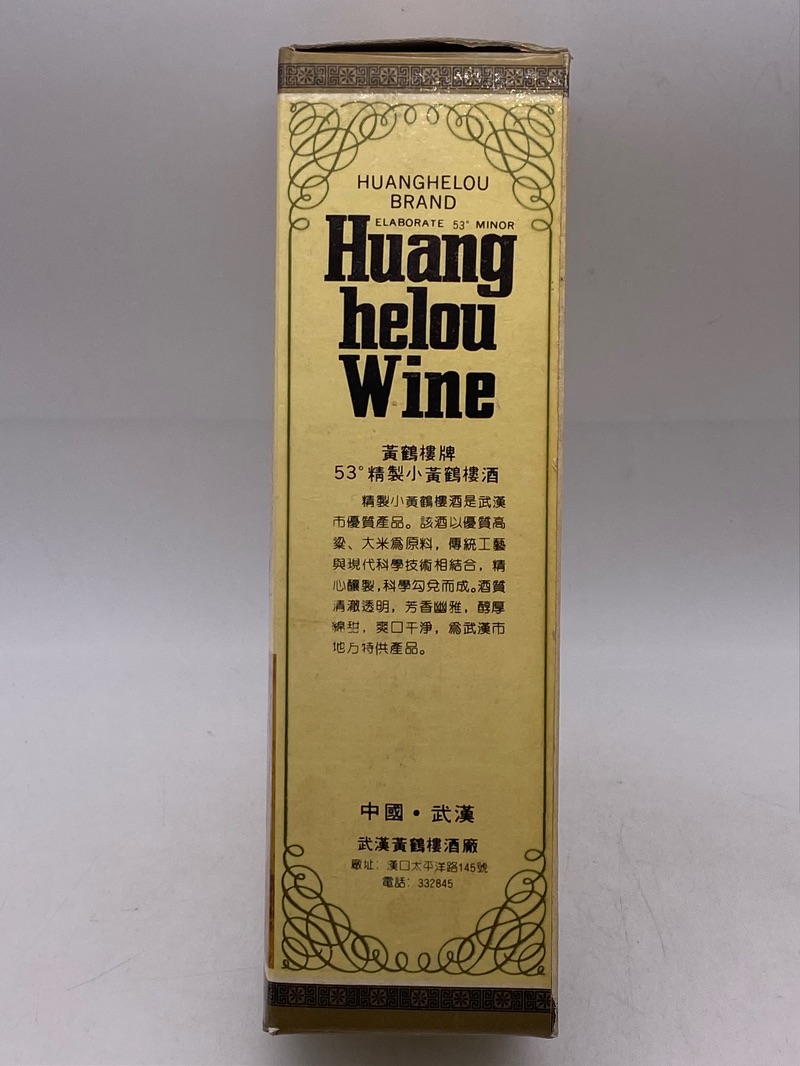 HUANGHELOU
BRAND
ELABORATE 53° MINOR
Huang
helou
Wine
黃鶴樓牌
53°精製小黃鶴樓酒
精製小黃鶴樓酒是武漢
市優質產品。該酒以優質高
粱、大米爲原料，傳統工藝
與現代科學技術相結合，精
心釀製，科學勾兌而成。酒質
清澈透明，芳香幽雅，醇厚
綿甜，爽口干淨，爲武漢市
地方特供產品。
中國·武漢
武漢黃鶴樓酒廠
廠址：漢口太平洋路145號
電話：332845